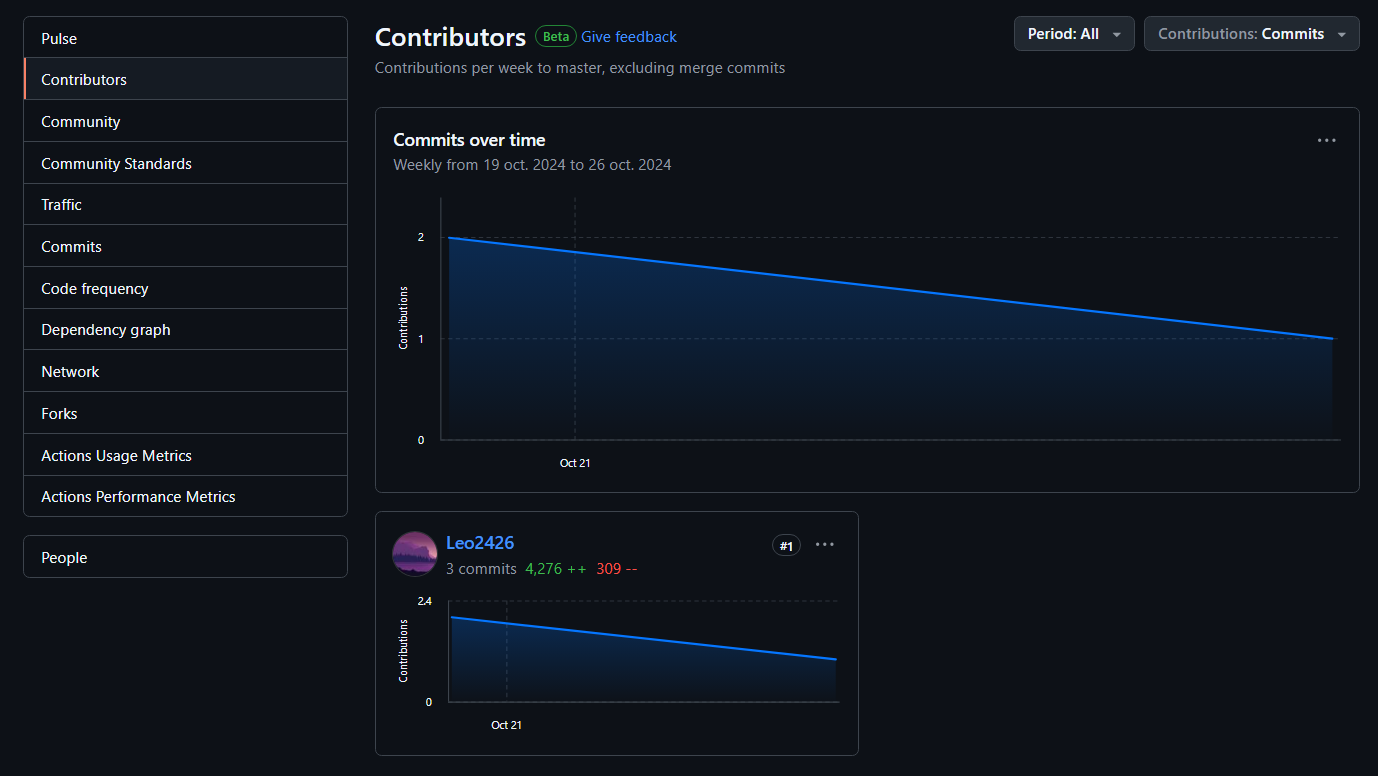 Pulse
Contributors
Community
Community Standards
Traffic
Commits
Code frequency
Dependency graph
Network
Forks
Actions Usage Metrics
Actions Performance Metrics
People
Contributors Beta Give feedback
Period: All
Contributions: Commits
Contributions per week to master, excluding merge commits
Commits over time
Weekly from 19 oct. 2024 to 26 oct. 2024
Contributions
2
1
0
Oct 21
Leo2426
#1
3 commits 4,276 ++ 309 --
Contributions
2.4
0
Oct 21